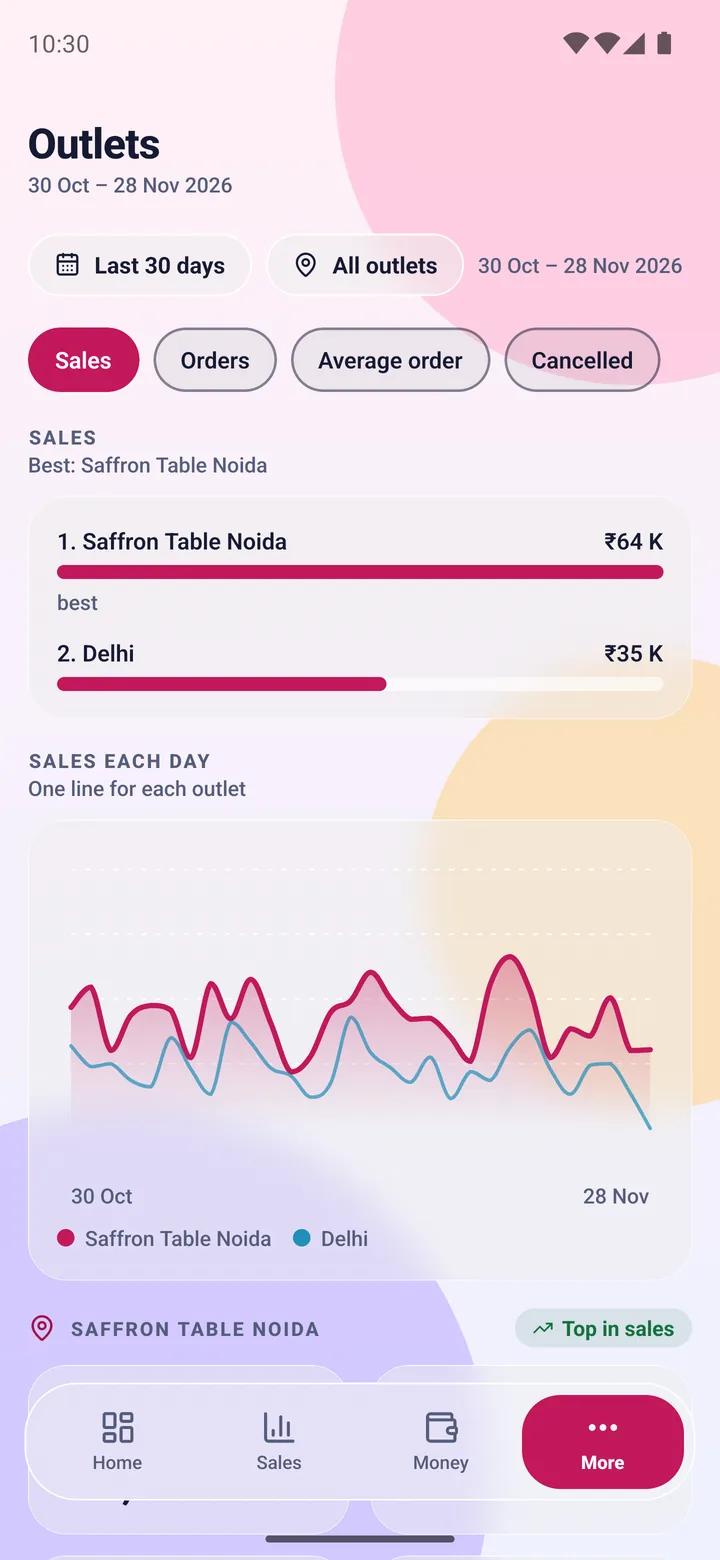 10:30
Outlets
30 Oct – 28 Nov 2026
Last 30 days
All outlets
30 Oct – 28 Nov 2026
Sales
Orders
Average order
Cancelled
SALES
Best: Saffron Table Noida
1. Saffron Table Noida
₹64 K
best
2. Delhi
₹35 K
SALES EACH DAY
One line for each outlet
30 Oct
28 Nov
Saffron Table Noida
Delhi
SAFFRON TABLE NOIDA
Top in sales
Home
Sales
Money
More